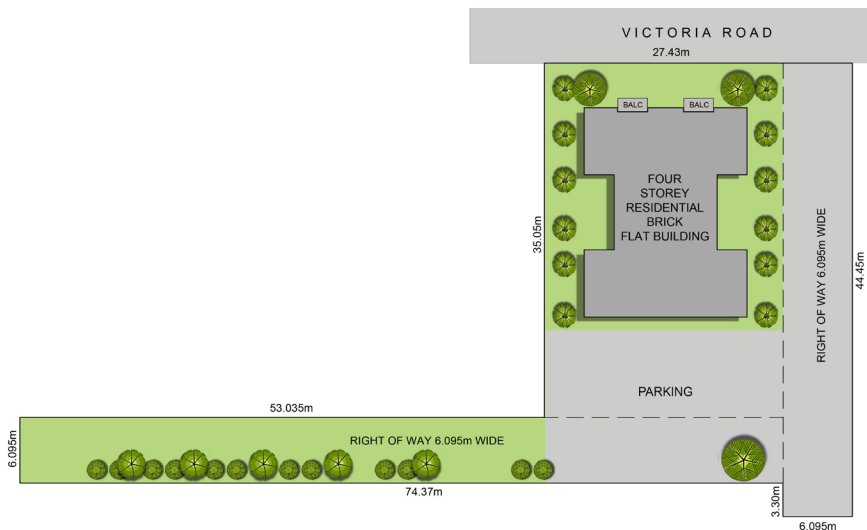 VICTORIA ROAD
27.43m
BALC
BALC
FOUR
STOREY
RESIDENTIAL
BRICK
FLAT BUILDING
35.05m
RIGHT OF WAY 6.095m WIDE
44.45m
PARKING
53.035m
6.095m
RIGHT OF WAY 6.095m WIDE
74.37m
3.30m
6.095m